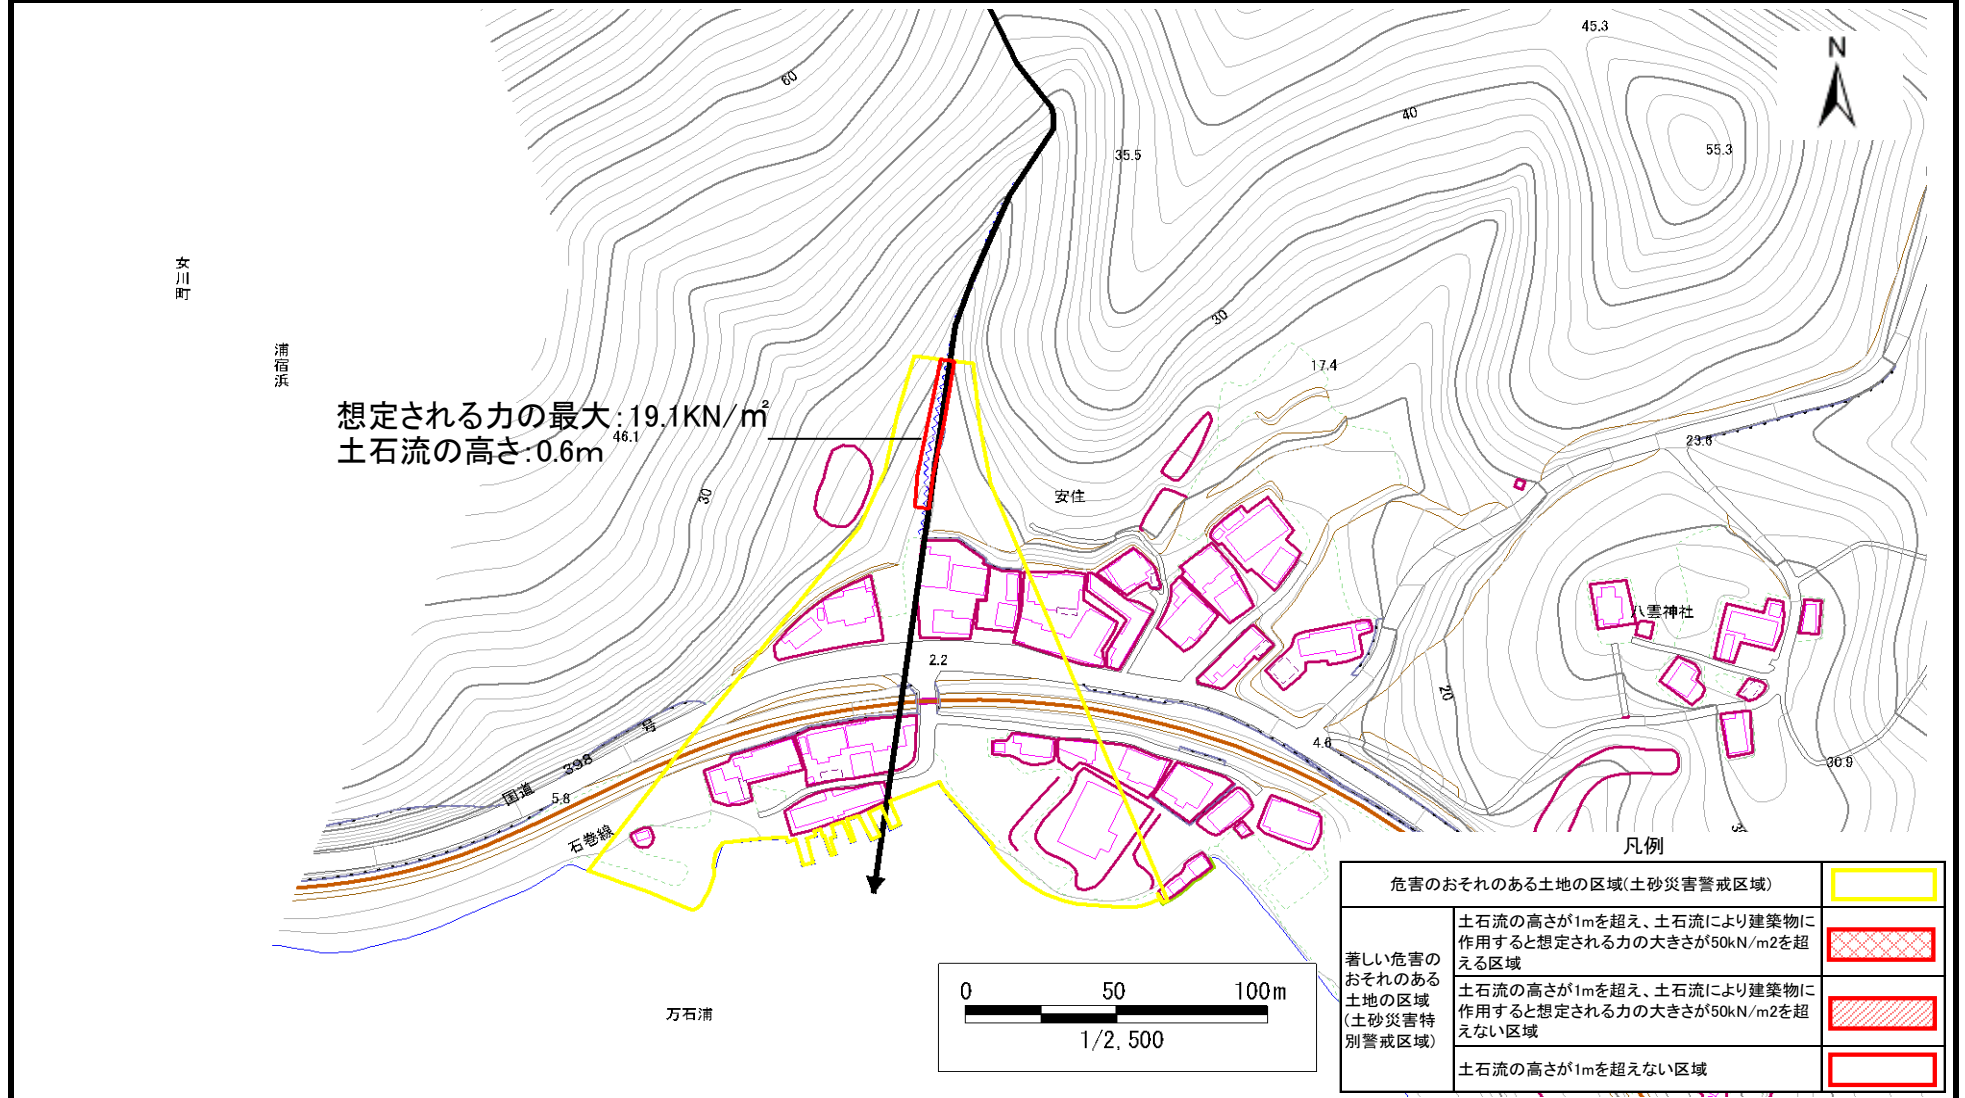 45.3
N
60
40
35.5
55.3
女川町
30
浦宿浜
17.4
想定される力の最大:19.1KN/㎡
46.1
土石流の高さ:0.6m
23.6
30
安住
八雲神社
2.2
20
号
4.6
398
30.9
国道
5.8
石巻線
凡例
危害のおそれのある土地の区域(土砂災害警戒区域)
著しい危害の
おそれのある
土地の区域
(土砂災害特
別警戒区域)
土石流の高さが1mを超え、土石流により建築物に
作用すると想定される力の大きさが50kN/m2を超
える区域
土石流の高さが1mを超え、土石流により建築物に
作用すると想定される力の大きさが50kN/m2を超
えない区域
土石流の高さが1mを超えない区域
万石浦
0 50 100m
1/2,500